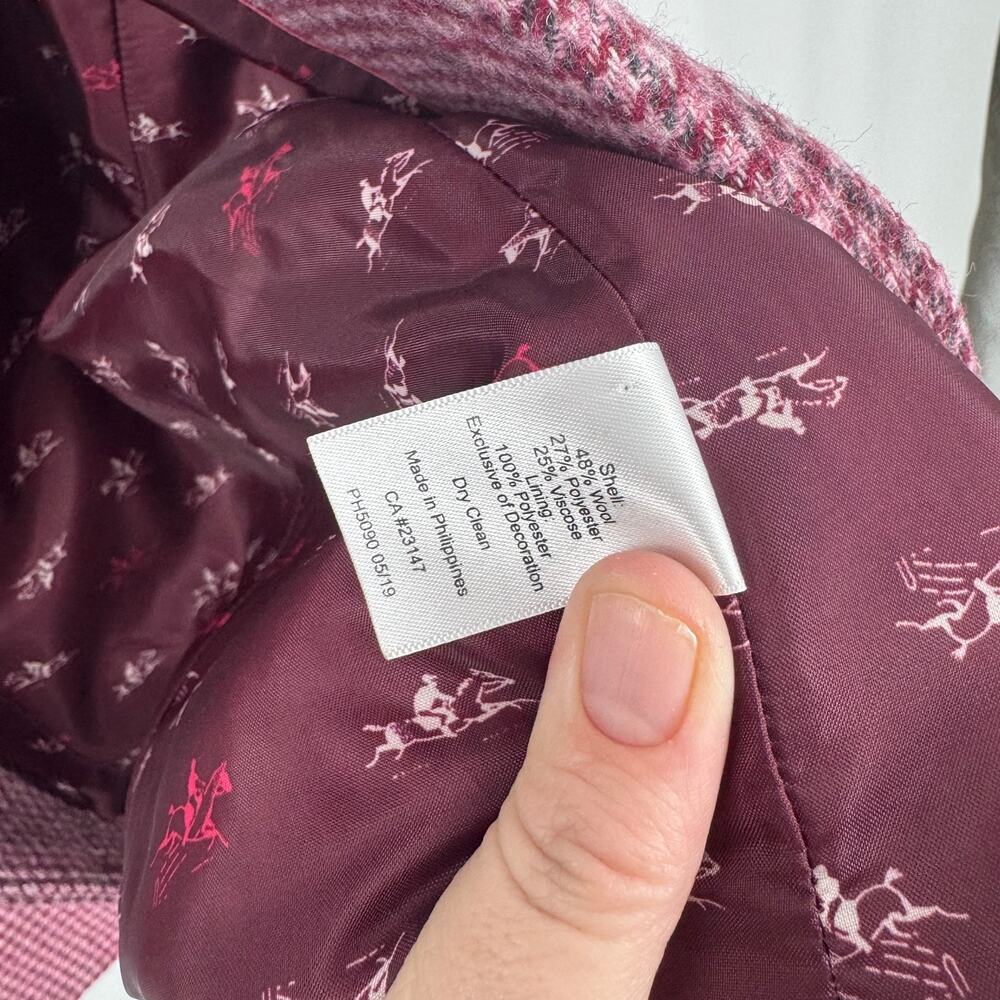 Shell:
48% Wool
27% Polyester
25% Viscose
Lining:
100% Polyester
Exclusive of Decoration
Dry Clean
Made in Philippines
CA #23147
PH5090 05/19